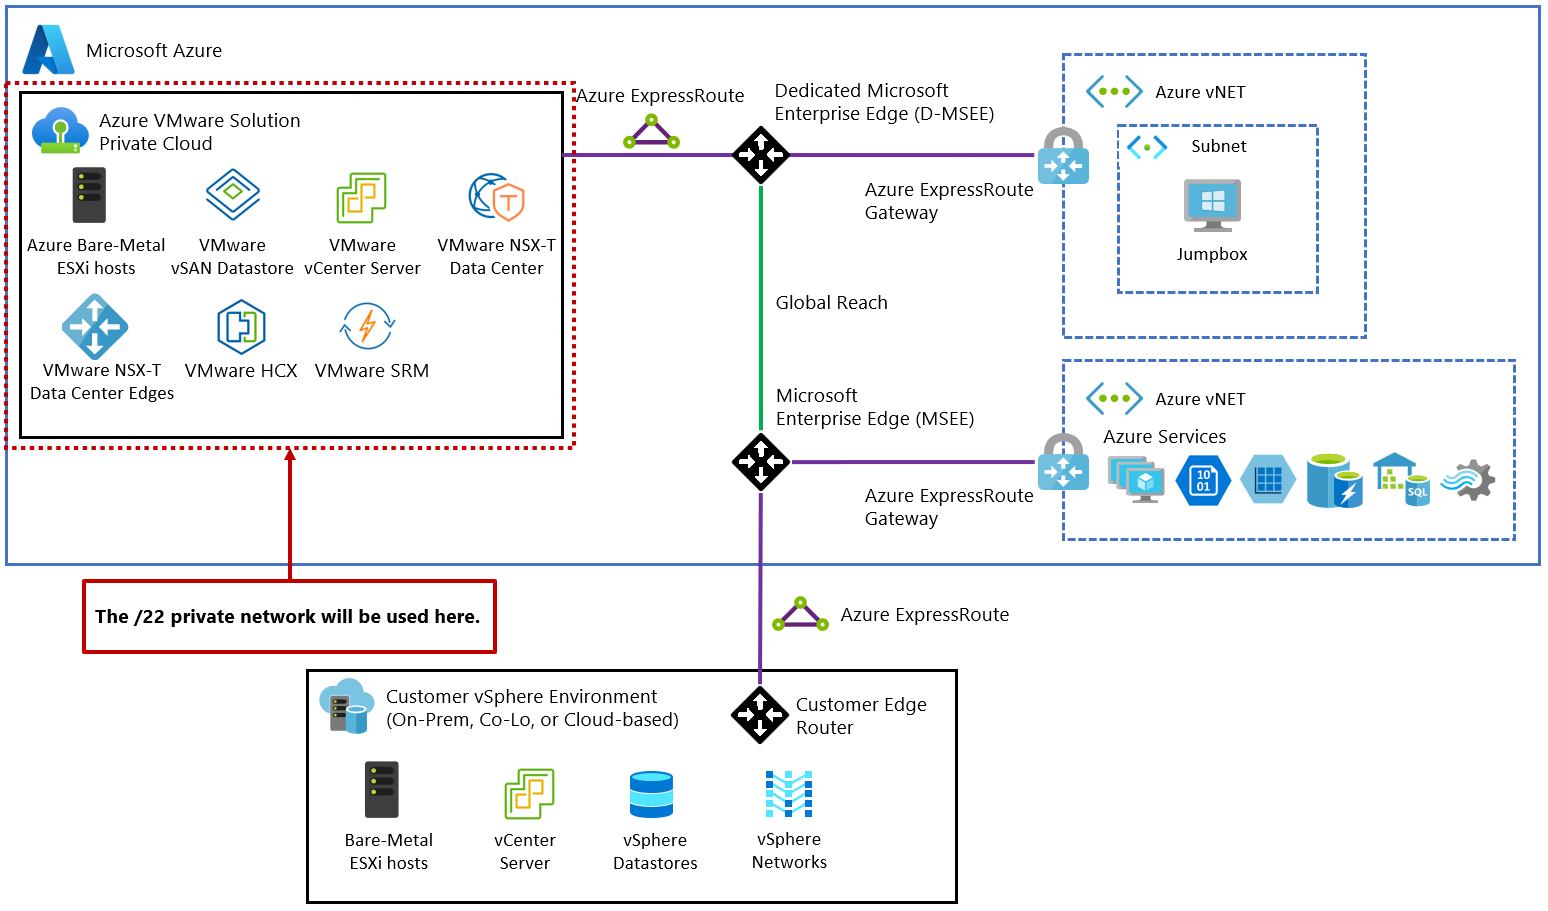 Microsoft Azure
Azure VMware Solution
Private Cloud
Azure Bare-Metal
ESXi hosts
VMware
vSAN Datastore
VMware
vCenter Server
VMware NSX-T
Data Center
VMware NSX-T
Data Center Edges
VMware HCX
VMware SRM
Azure ExpressRoute
Dedicated Microsoft
Enterprise Edge (D-MSEE)
Azure ExpressRoute
Gateway
Azure vNET
Subnet
Jumpbox
Global Reach
Microsoft
Enterprise Edge (MSEE)
Azure ExpressRoute
Gateway
Azure vNET
Azure Services
10
01
SQL
The /22 private network will be used here.
Azure ExpressRoute
Customer vSphere Environment
(On-Prem, Co-Lo, or Cloud-based)
Customer Edge
Router
Bare-Metal
ESXi hosts
vCenter
Server
vSphere
Datastores
vSphere
Networks
T